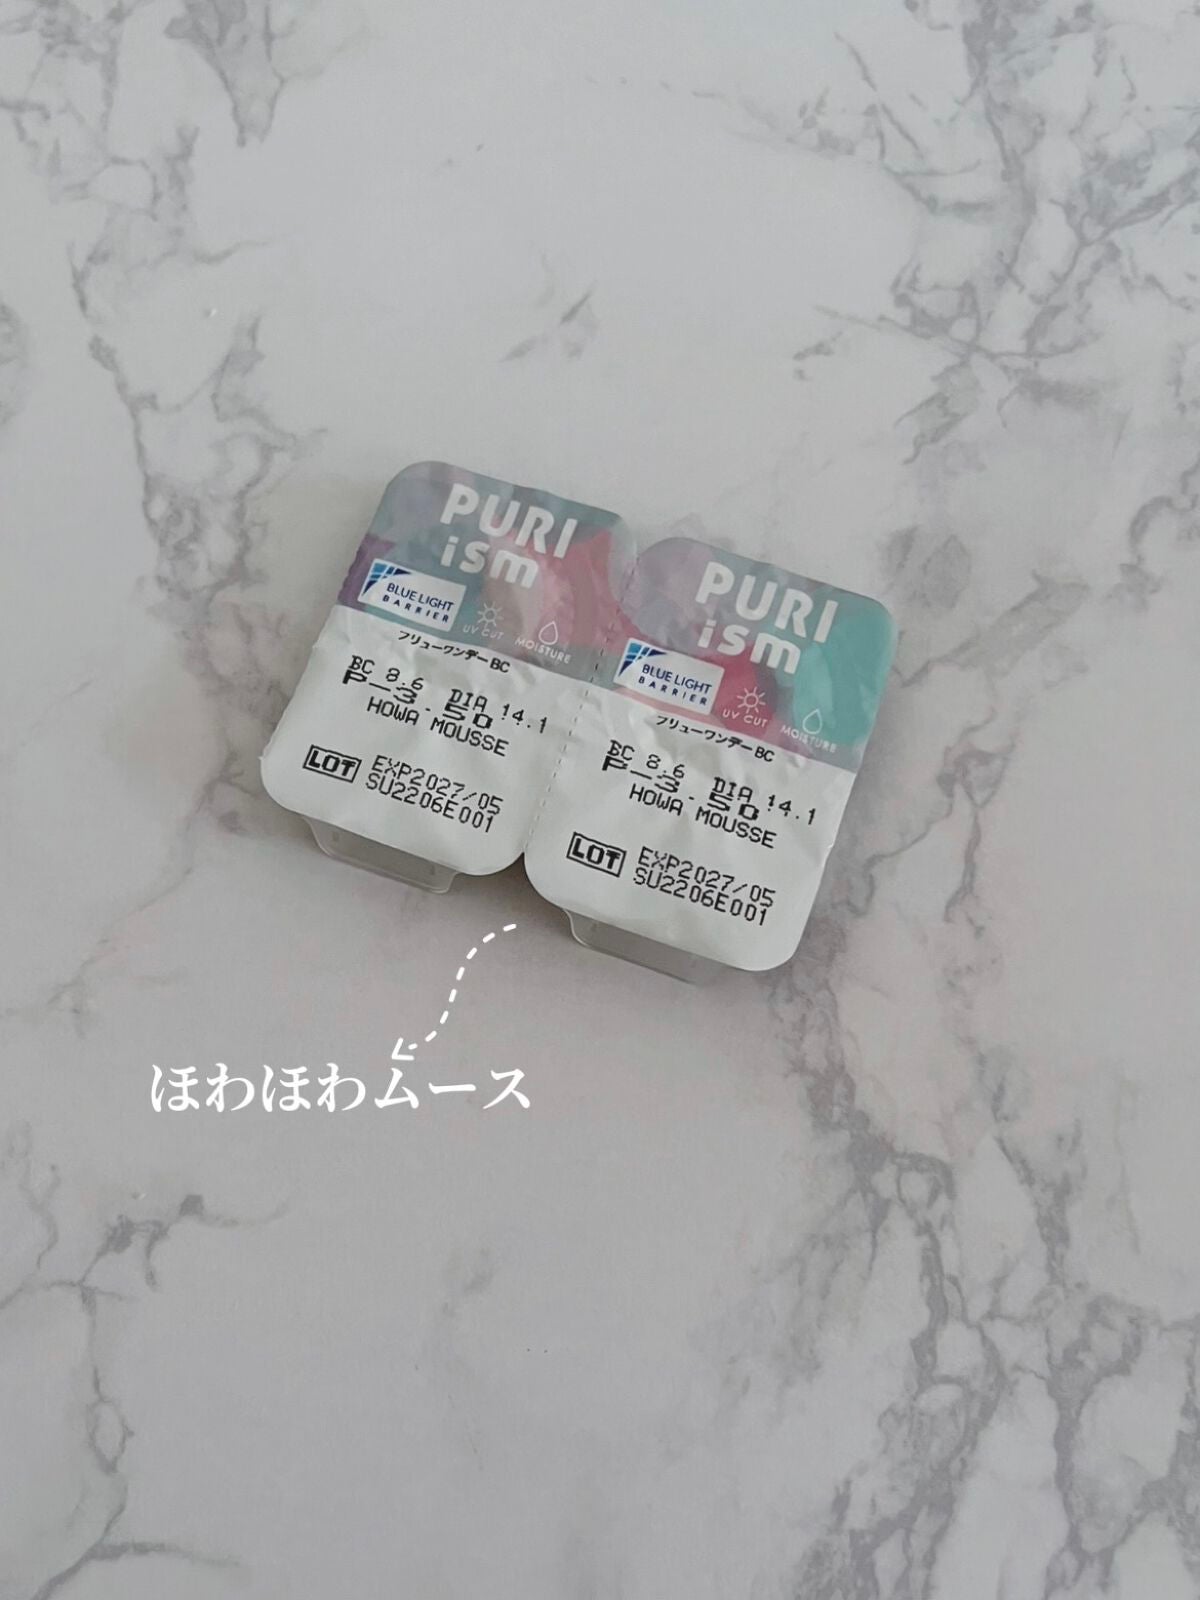 PURI
ism
BLUE LIGHT
BARRIER
UV CUT
MOISTURE
フリューワンデーBC
BC 8.6 DIA 14.1
P-3.50
HOWA MOUSSE
LOT
EXP2027/05
SU2206E001
PURI
ism
BLUE LIGHT
BARRIER
UV CUT
MOISTURE
フリューワンデーBC
BC 8.6 DIA 14.1
P-3.50
HOWA MOUSSE
LOT
EXP2027/05
SU2206E001
ほわほわムース